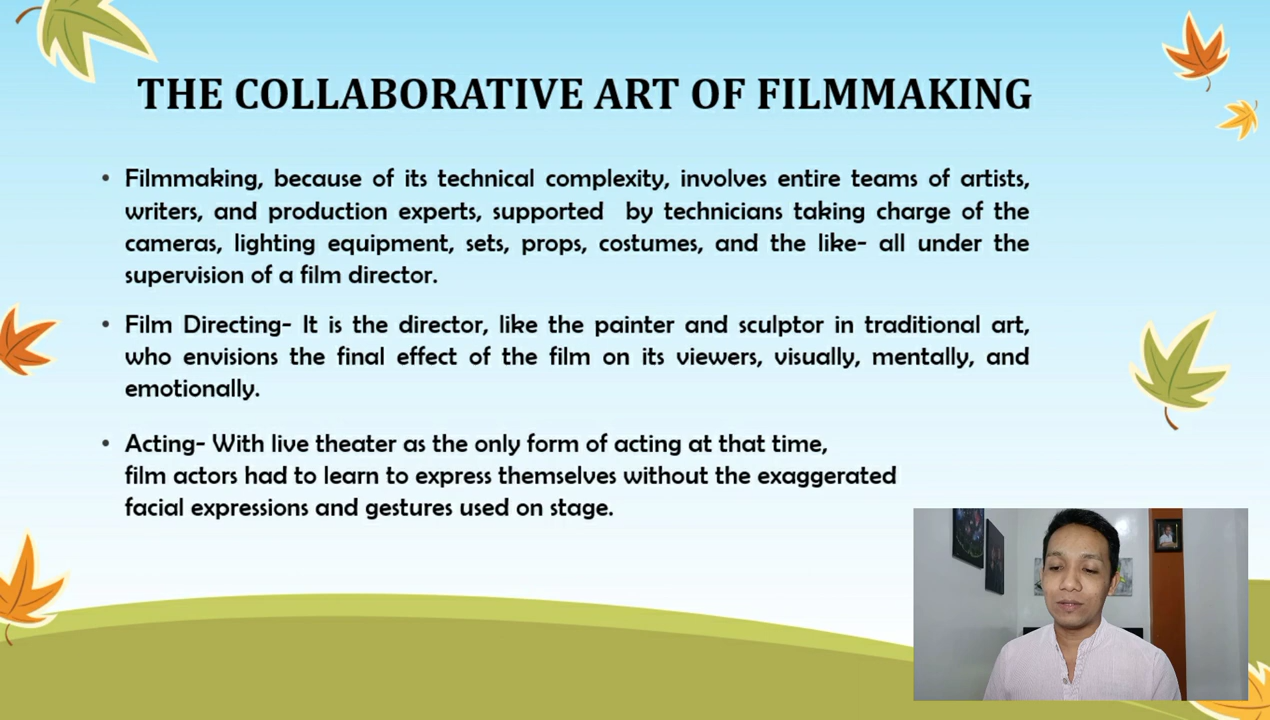 THE COLLABORATIVE ART OF FILMMAKING
• Filmmaking, because of its technical complexity, involves entire teams of artists,
writers, and production experts, supported by technicians taking charge of the
cameras, lighting equipment, sets, props, costumes, and the like- all under the
supervision of a film director.
• Film Directing- It is the director, like the painter and sculptor in traditional art,
who envisions the final effect of the film on its viewers, visually, mentally, and
emotionally.
• Acting- With live theater as the only form of acting at that time,
film actors had to learn to express themselves without the exaggerated
facial expressions and gestures used on stage.